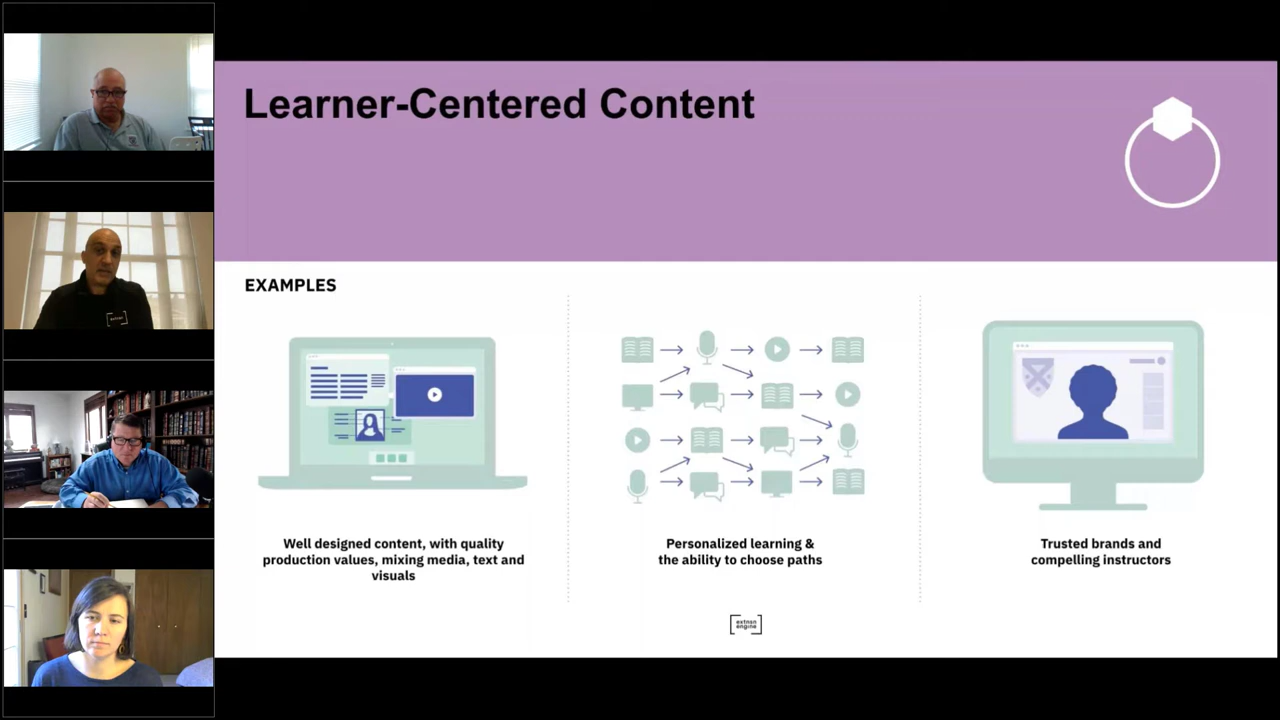 Learner-Centered Content
EXAMPLES
Well designed content, with quality
production values, mixing media, text and
visuals
Personalized learning &
the ability to choose paths
Trusted brands and
compelling instructors
extnsn
engine